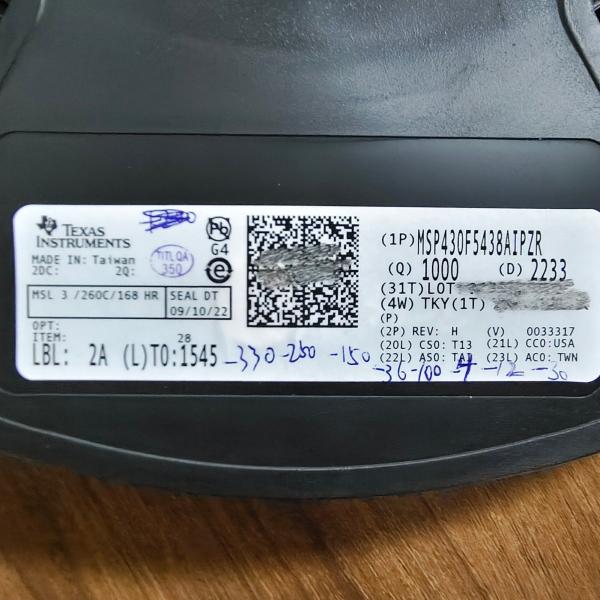 TEXAS INSTRUMENTS
MADE IN: Taiwan
2DC: 2Q:
TITL QA
350
Pb
G4
e
MSL 3 /260C/168 HR
SEAL DT
09/10/22
OPT:
ITEM: 28
LBL: 2A (L)TO:1545
-330-250-150
-36-100-4-12-30
(1P)MSP430F5438AIPZR
(Q) 1000 (D) 2233
(31T)LOT
(4W) TKY(1T)
(P)
(2P) REV: H (V) 0033317
(20L) CSO: T13 (21L) CCO:USA
(22L) ASO: TAI (23L) ACO: TWN